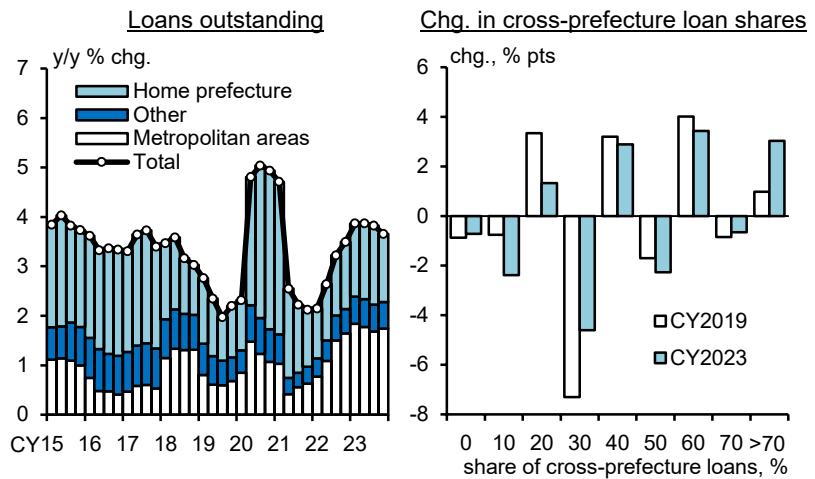 Loans outstanding
y/y % chg.
7
6
5
4
3
2
1
0
Home prefecture
Other
Metropolitan areas
Total
CY15 16 17 18 19 20 21 22 23
Chg. in cross-prefecture loan shares
chg., % pts
6
4
2
0
-2
-4
-6
-8
CY2019
CY2023
0 10 20 30 40 50 60 70 >70
share of cross-prefecture loans, %